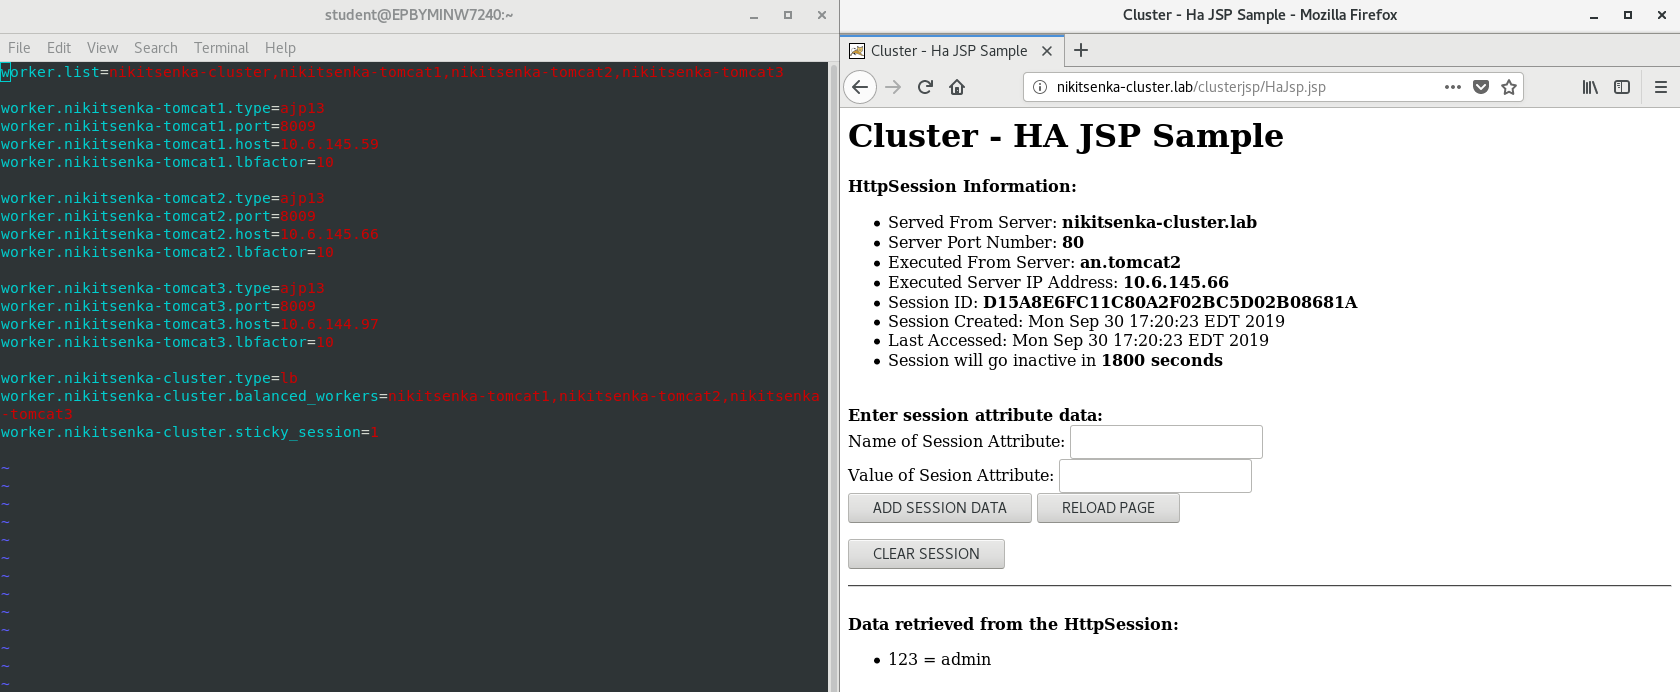 student@EPBYMINW7240:~
File Edit View Search Terminal Help
worker.list=nikitsenka-cluster,nikitsenka-tomcat1,nikitsenka-tomcat2,nikitsenka-tomcat3
worker.nikitsenka-tomcat1.type=ajp13
worker.nikitsenka-tomcat1.port=8009
worker.nikitsenka-tomcat1.host=10.6.145.59
worker.nikitsenka-tomcat1.lbfactor=10
worker.nikitsenka-tomcat2.type=ajp13
worker.nikitsenka-tomcat2.port=8009
worker.nikitsenka-tomcat2.host=10.6.145.66
worker.nikitsenka-tomcat2.lbfactor=10
worker.nikitsenka-tomcat3.type=ajp13
worker.nikitsenka-tomcat3.port=8009
worker.nikitsenka-tomcat3.host=10.6.144.97
worker.nikitsenka-tomcat3.lbfactor=10
worker.nikitsenka-cluster.type=lb
worker.nikitsenka-cluster.balanced_workers=nikitsenka-tomcat1,nikitsenka-tomcat2,nikitsenka
-tomcat3
worker.nikitsenka-cluster.sticky_session=1
~
~
~
~
~
~
~
~
~
~
~
~
~
Cluster - Ha JSP Sample - Mozilla Firefox
Cluster - Ha JSP Sample
nikitsenka-cluster.lab/clusterjsp/HaJsp.jsp
Cluster - HA JSP Sample
HttpSession Information:
• Served From Server: nikitsenka-cluster.lab
• Server Port Number: 80
• Executed From Server: an.tomcat2
• Executed Server IP Address: 10.6.145.66
• Session ID: D15A8E6FC11C80A2F02BC5D02B08681A
• Session Created: Mon Sep 30 17:20:23 EDT 2019
• Last Accessed: Mon Sep 30 17:20:23 EDT 2019
• Session will go inactive in 1800 seconds
Enter session attribute data:
Name of Session Attribute:
Value of Sesion Attribute:
ADD SESSION DATA RELOAD PAGE
CLEAR SESSION
Data retrieved from the HttpSession:
• 123 = admin